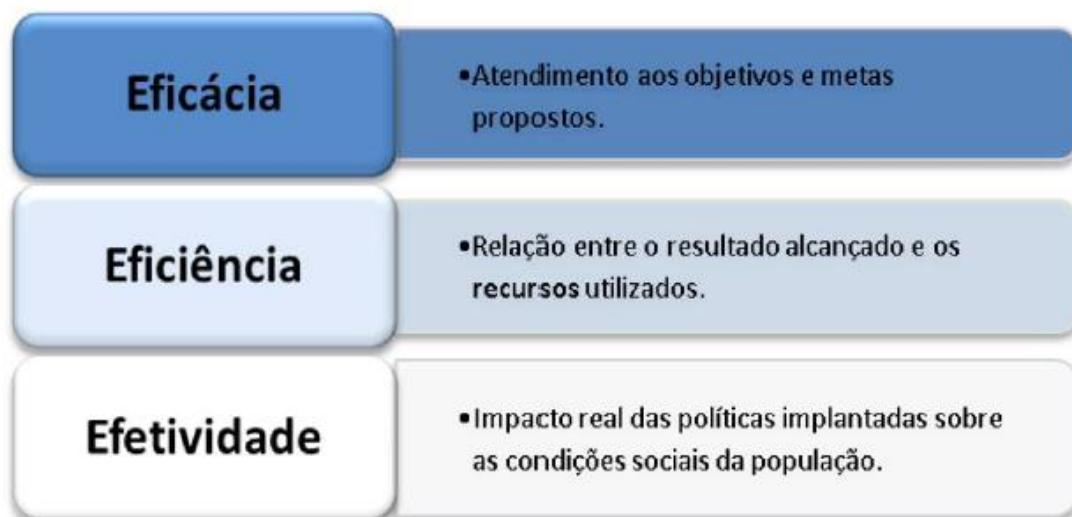 Eficácia
•Atendimento aos objetivos e metas
propostos.
Eficiência
•Relação entre o resultado alcançado e os
recursos utilizados.
Efetividade
•Impacto real das políticas implantadas sobre
as condições sociais da população.